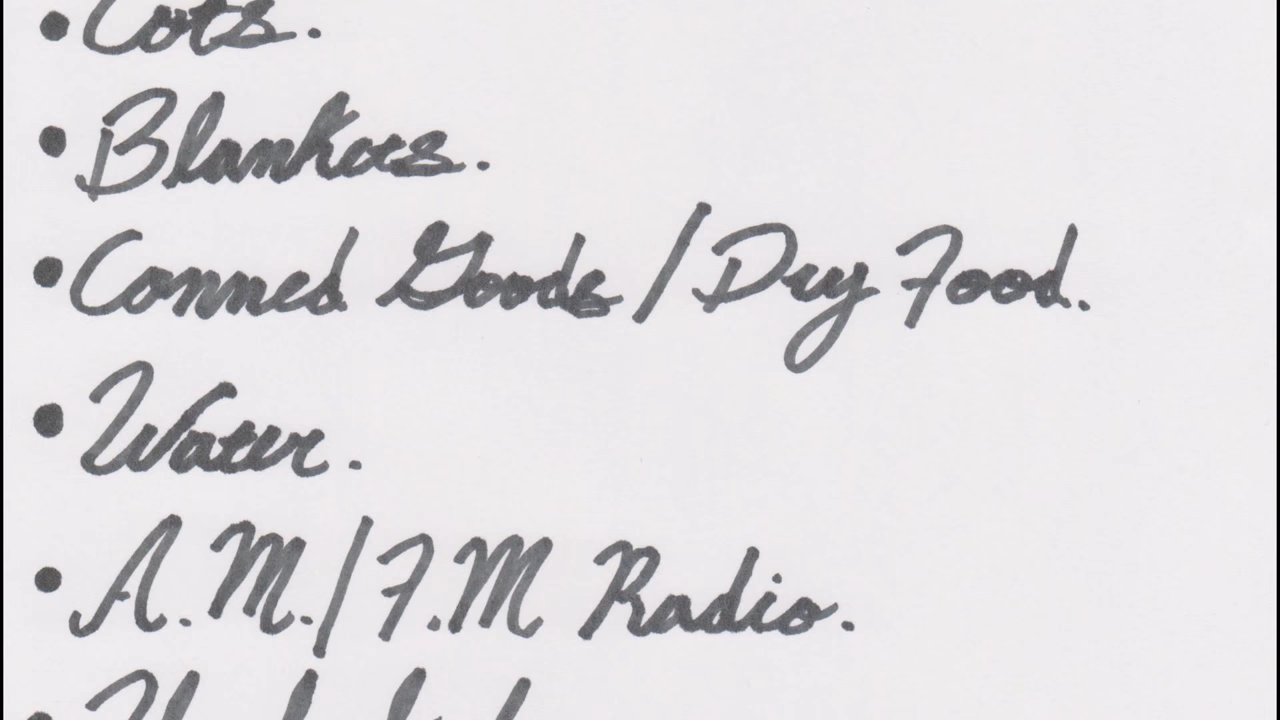 • Cots.
• Blankets.
• Canned Goods / Dry Food.
• Water.
• A.M./F.M Radio.